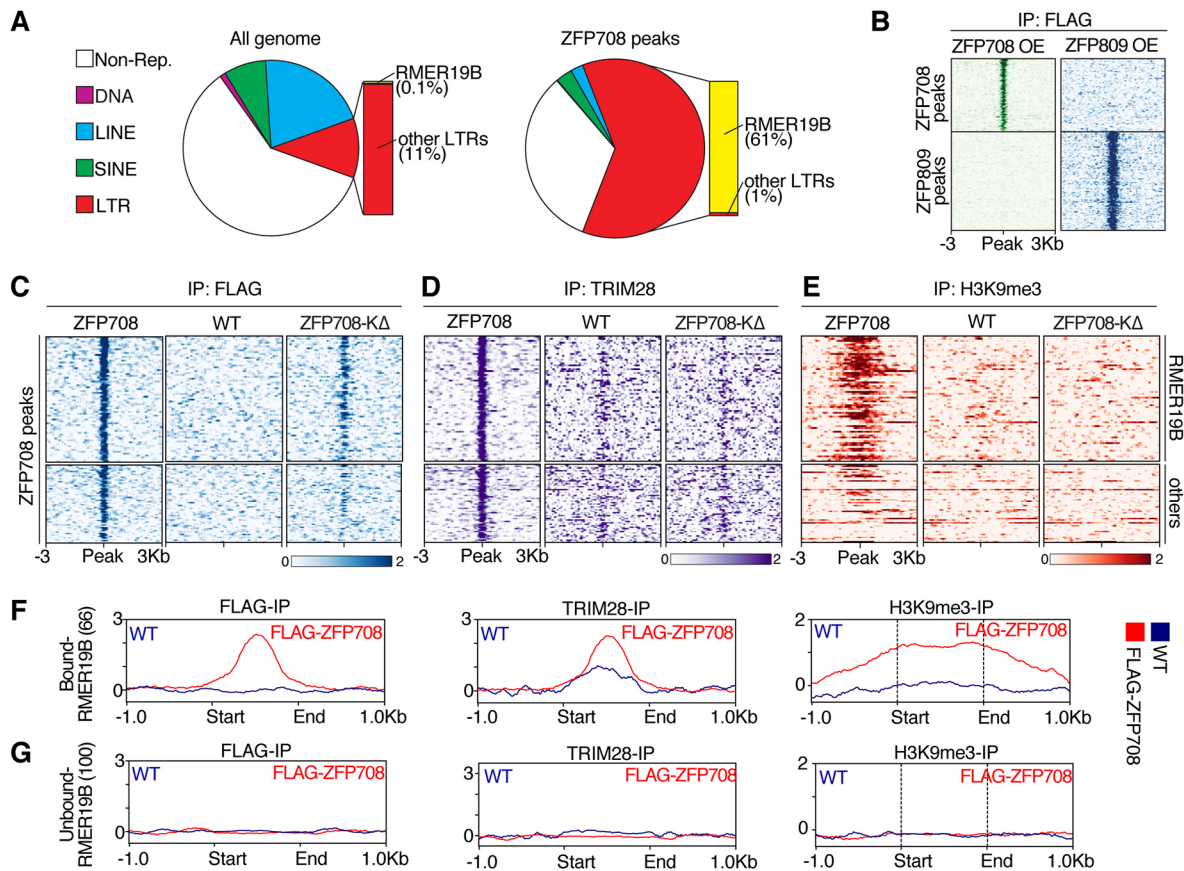 A
All genome
ZFP708 peaks
Non-Rep.
DNA
LINE
SINE
LTR
RMER19B
(0.1%)
other LTRs
(11%)
RMER19B
(61%)
other LTRs
(1%)
B
IP: FLAG
ZFP708 OE ZFP809 OE
ZFP708
peaks
ZFP809
peaks
-3 Peak 3Kb
C
IP: FLAG
ZFP708 WT ZFP708-KΔ
ZFP708 peaks
-3 Peak 3Kb
0 2
D
IP: TRIM28
ZFP708 WT ZFP708-KΔ
-3 Peak 3Kb
0 2
E
IP: H3K9me3
ZFP708 WT ZFP708-KΔ
RMER19B
others
-3 Peak 3Kb
0 2
F
Bound-
RMER19B (66)
FLAG-IP
3
0
WT FLAG-ZFP708
-1.0 Start End 1.0Kb
TRIM28-IP
3
0
WT FLAG-ZFP708
-1.0 Start End 1.0Kb
H3K9me3-IP
2
0
WT FLAG-ZFP708
-1.0 Start End 1.0Kb
WT
FLAG-ZFP708
G
Unbound-
RMER19B (100)
FLAG-IP
3
0
WT FLAG-ZFP708
-1.0 Start End 1.0Kb
TRIM28-IP
3
0
WT FLAG-ZFP708
-1.0 Start End 1.0Kb
H3K9me3-IP
2
0
WT FLAG-ZFP708
-1.0 Start End 1.0Kb